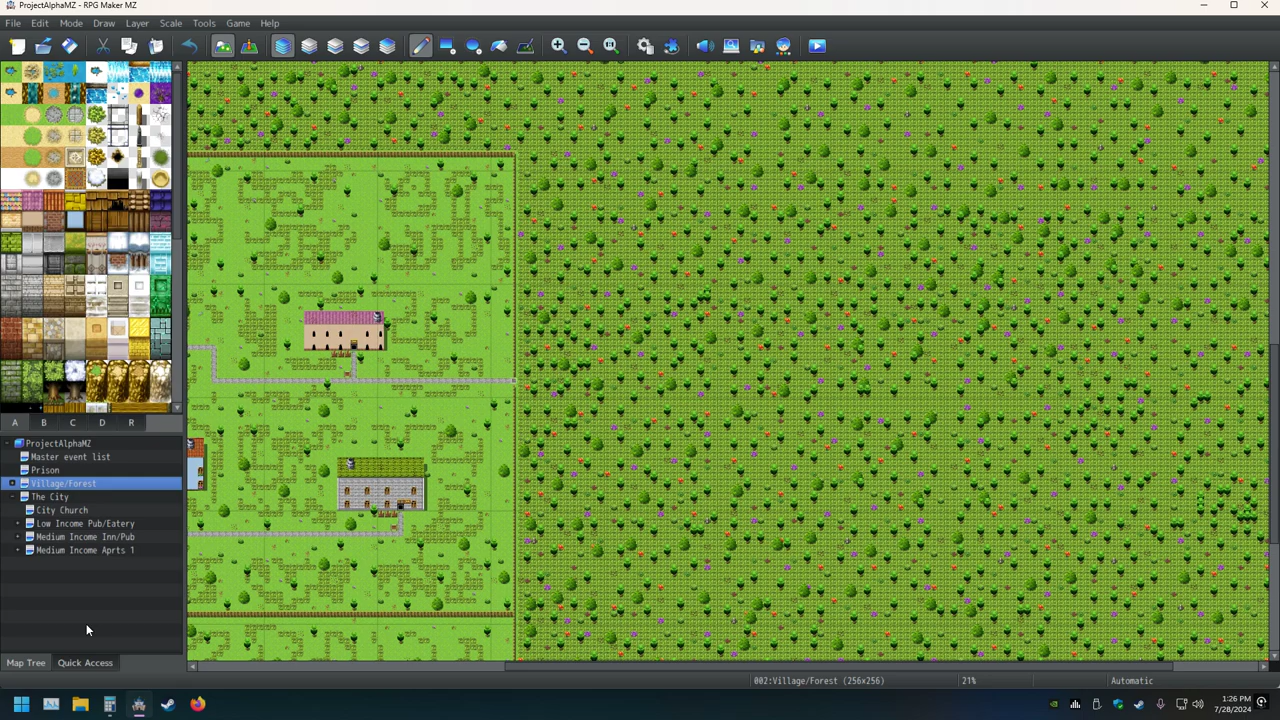 ProjectAlphaMZ - RPG Maker MZ
File Edit Mode Draw Layer Scale Tools Game Help
A B C D R
ProjectAlphaMZ
Master event list
Prison
Village/Forest
The City
City Church
Low Income Pub/Eatery
Medium Income Inn/Pub
Medium Income Aprts 1
Map Tree Quick Access
002:Village/Forest (256x256) 21% Automatic
1:26 PM
7/28/2024